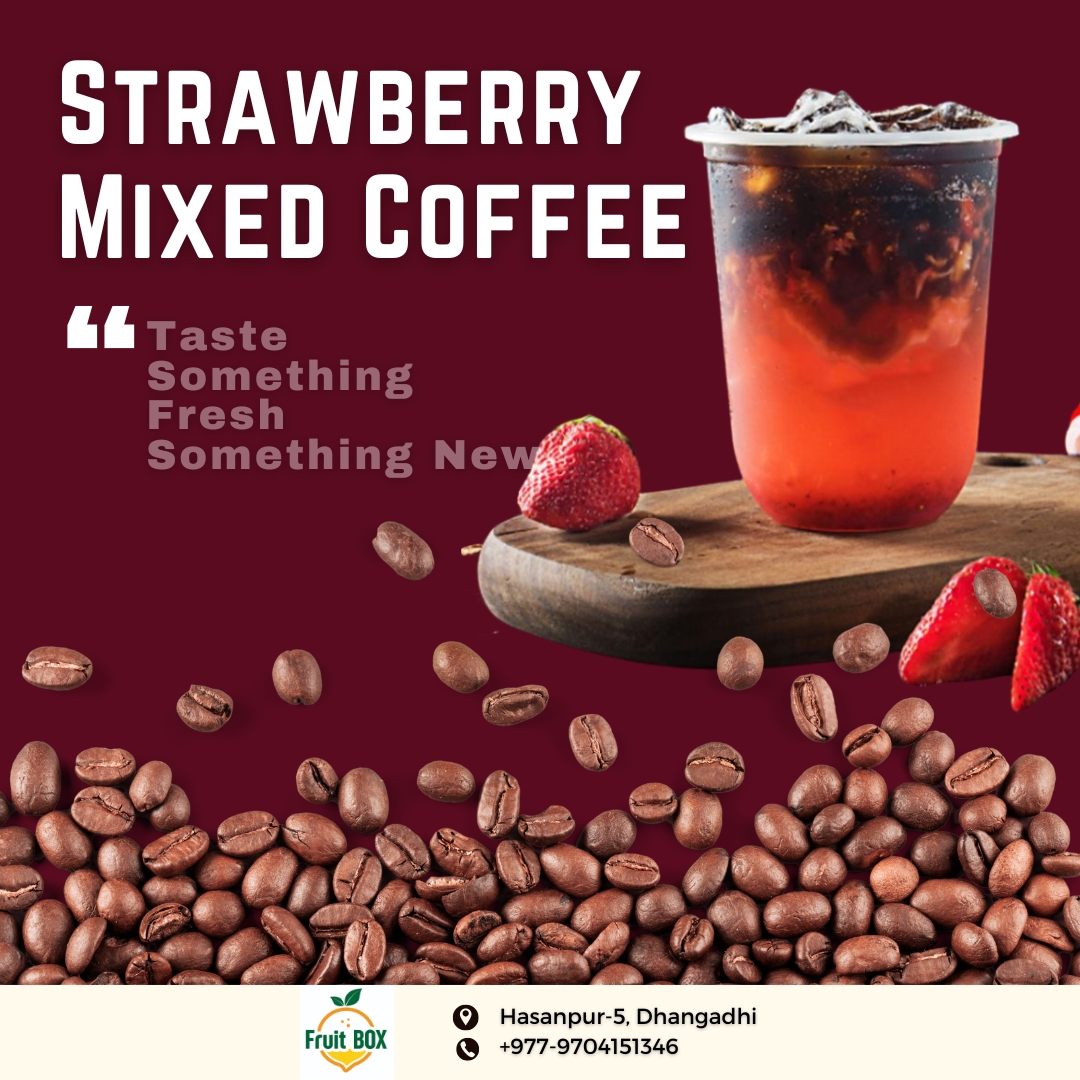 STRAWBERRY
MIXED COFFEE
❝ Taste
Something
Fresh
Something New
Fruit BOX
Hasanpur-5, Dhangadhi
+977-9704151346